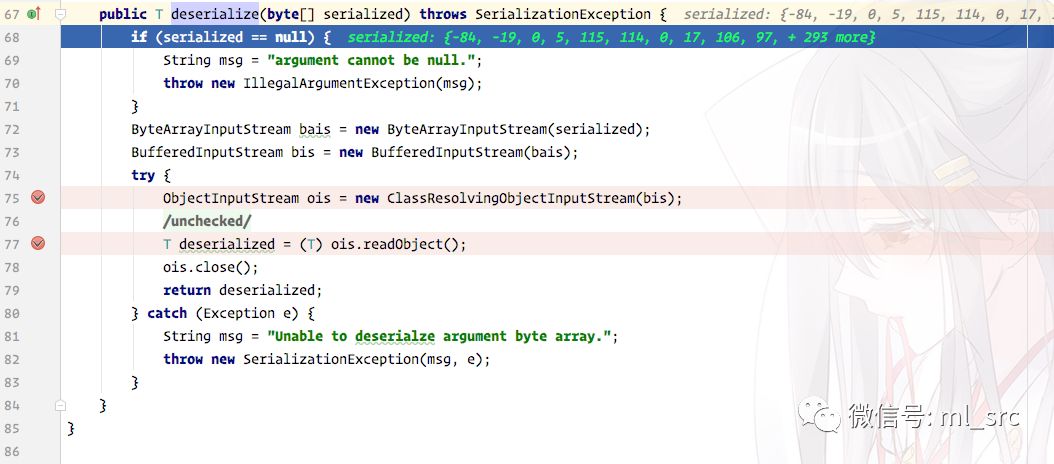 67 public T deserialize(byte[] serialized) throws SerializationException { serialized: {-84, -19, 0, 5, 115, 114, 0, 17, 1
68 if (serialized == null) { serialized: {-84, -19, 0, 5, 115, 114, 0, 17, 106, 97, + 293 more}
69 String msg = "argument cannot be null.";
70 throw new IllegalArgumentException(msg);
71 }
72 ByteArrayInputStream bais = new ByteArrayInputStream(serialized);
73 BufferedInputStream bis = new BufferedInputStream(bais);
74 try {
75 ObjectInputStream ois = new ClassResolvingObjectInputStream(bis);
76 /unchecked/
77 T deserialized = (T) ois.readObject();
78 ois.close();
79 return deserialized;
80 } catch (Exception e) {
81 String msg = "Unable to deserialze argument byte array.";
82 throw new SerializationException(msg, e);
83 }
84 }
85 }
86
微信号: ml_src